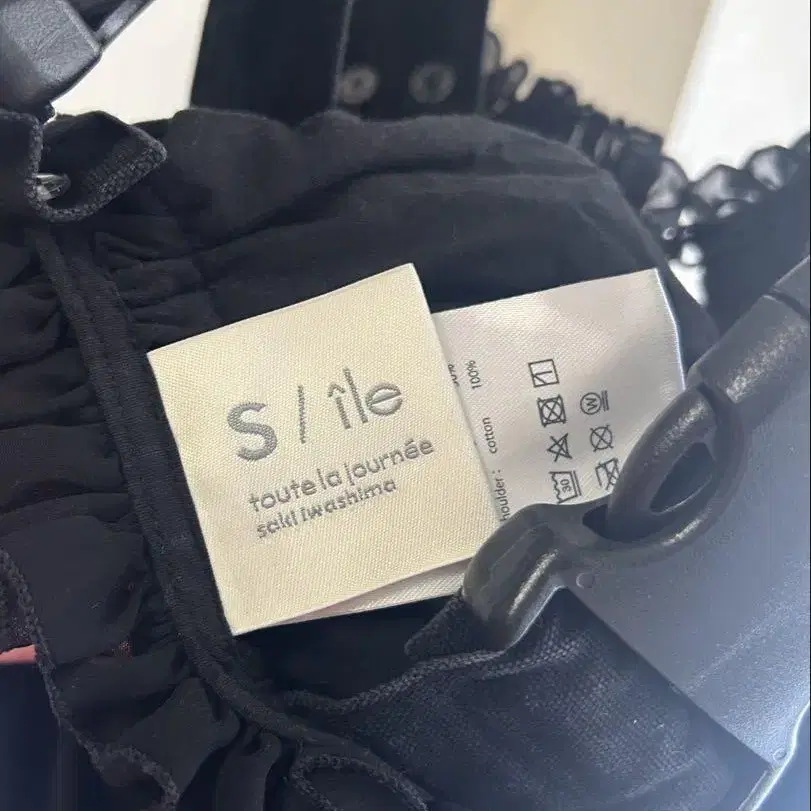 S / île
toute la journée
saki iwashima
100%
houlder : cotton
30
W